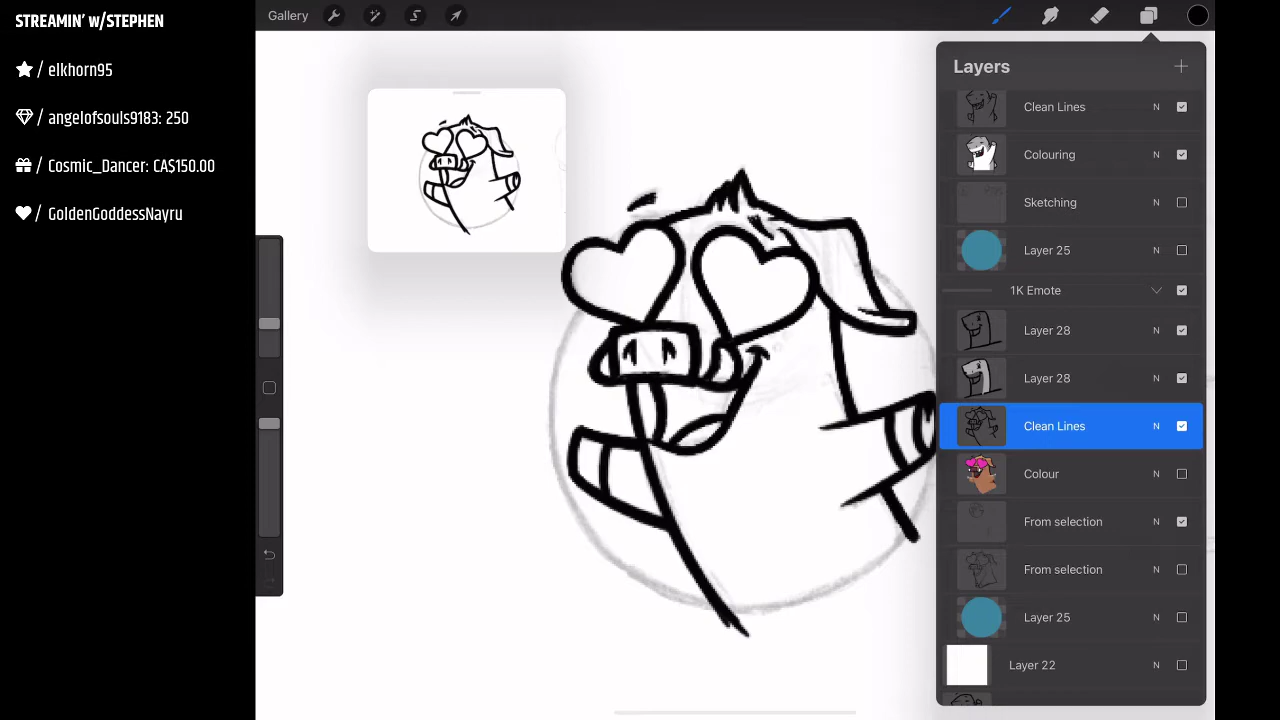 STREAMIN' w/STEPHEN
/ elkhorn95
/ angelofsouls9183: 250
/ Cosmic_Dancer: CA$150.00
/ GoldenGoddessNayru
Gallery
Layers
Clean Lines N
Colouring N
Sketching N
Layer 25 N
1K Emote
Layer 28 N
Layer 28 N
Clean Lines N
Colour N
From selection N
From selection N
Layer 25 N
Layer 22 N